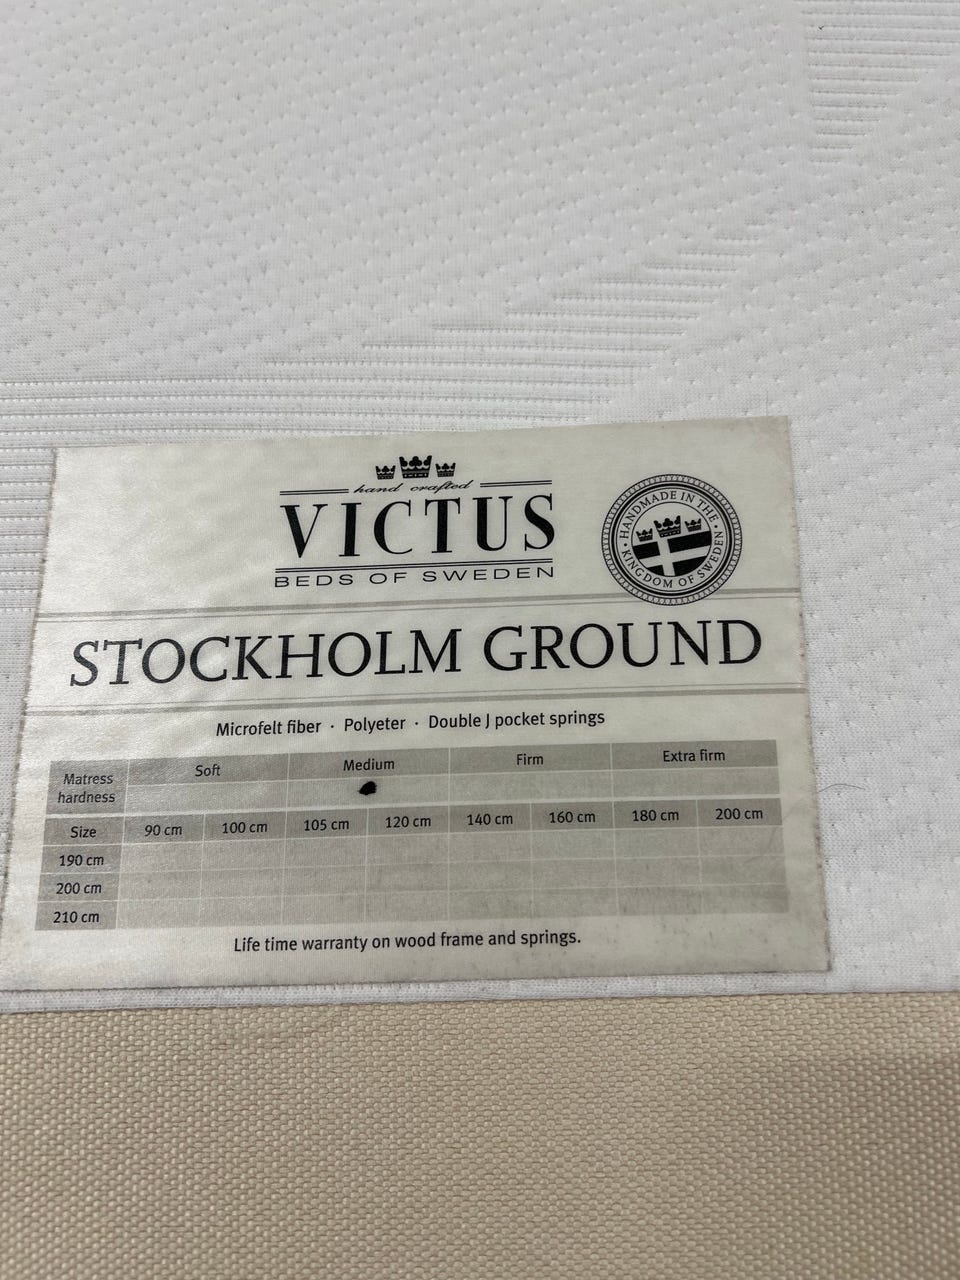 hand crafted
VICTUS
BEDS OF SWEDEN
HANDMADE IN THE
KINGDOM OF SWEDEN
STOCKHOLM GROUND
Microfelt fiber · Polyeter · Double J pocket springs
Matress hardness Soft Medium Firm Extra firm
Size 90 cm 100 cm 105 cm 120 cm 140 cm 160 cm 180 cm 200 cm
190 cm
200 cm
210 cm
Life time warranty on wood frame and springs.